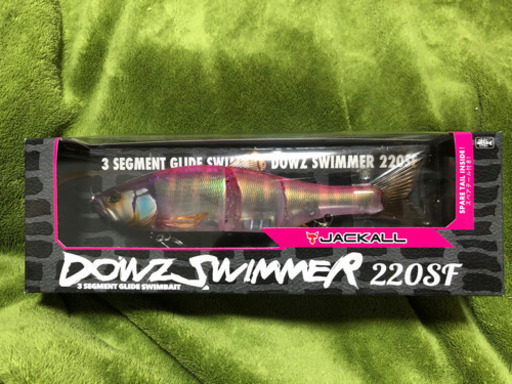 3 SEGMENT GLIDE SWIMB DOWZ SWIMMER 220SF
SPARE TAIL INSIDE!
スペアテール付き!
JACKALL
DOWZ SWIMMER 220SF
3 SEGMENT GLIDE SWIMBAIT